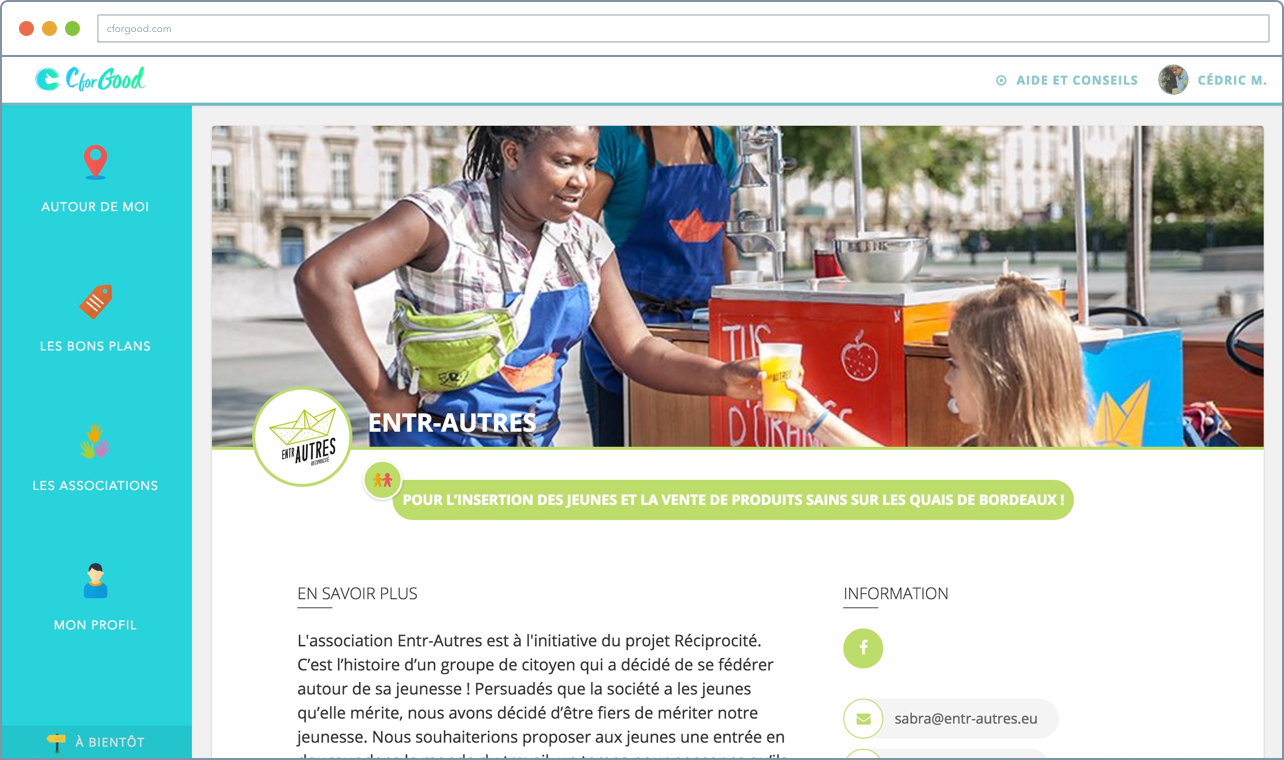 cforgood.com
CforGood
AIDE ET CONSEILS
CÉDRIC M.
AUTOUR DE MOI
LES BONS PLANS
LES ASSOCIATIONS
MON PROFIL
À BIENTÔT
TUS
D'ORANGE
AUTRES
ENTR-AUTRES
ENTR AUTRES
RÉCIPROCITÉ
POUR L’INSERTION DES JEUNES ET LA VENTE DE PRODUITS SAINS SUR LES QUAIS DE BORDEAUX !
EN SAVOIR PLUS
L'association Entr-Autres est à l'initiative du projet Réciprocité.
C’est l’histoire d’un groupe de citoyen qui a décidé de se fédérer
autour de sa jeunesse ! Persuadés que la société a les jeunes
qu’elle mérite, nous avons décidé d’être fiers de mériter notre
jeunesse. Nous souhaiterions proposer aux jeunes une entrée en
INFORMATION
sabra@entr-autres.eu